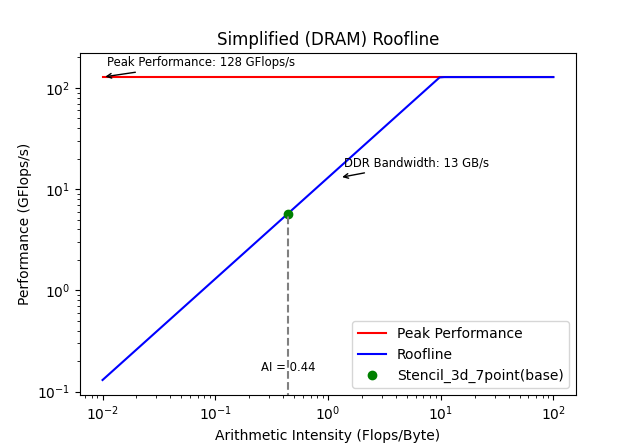 Simplified (DRAM) Roofline
Peak Performance: 128 GFlops/s
DDR Bandwidth: 13 GB/s
AI = 0.44
Performance (GFlops/s)
10²
10¹
10⁰
10⁻¹
Peak Performance
Roofline
Stencil_3d_7point(base)
10⁻² 10⁻¹ 10⁰ 10¹ 10²
Arithmetic Intensity (Flops/Byte)